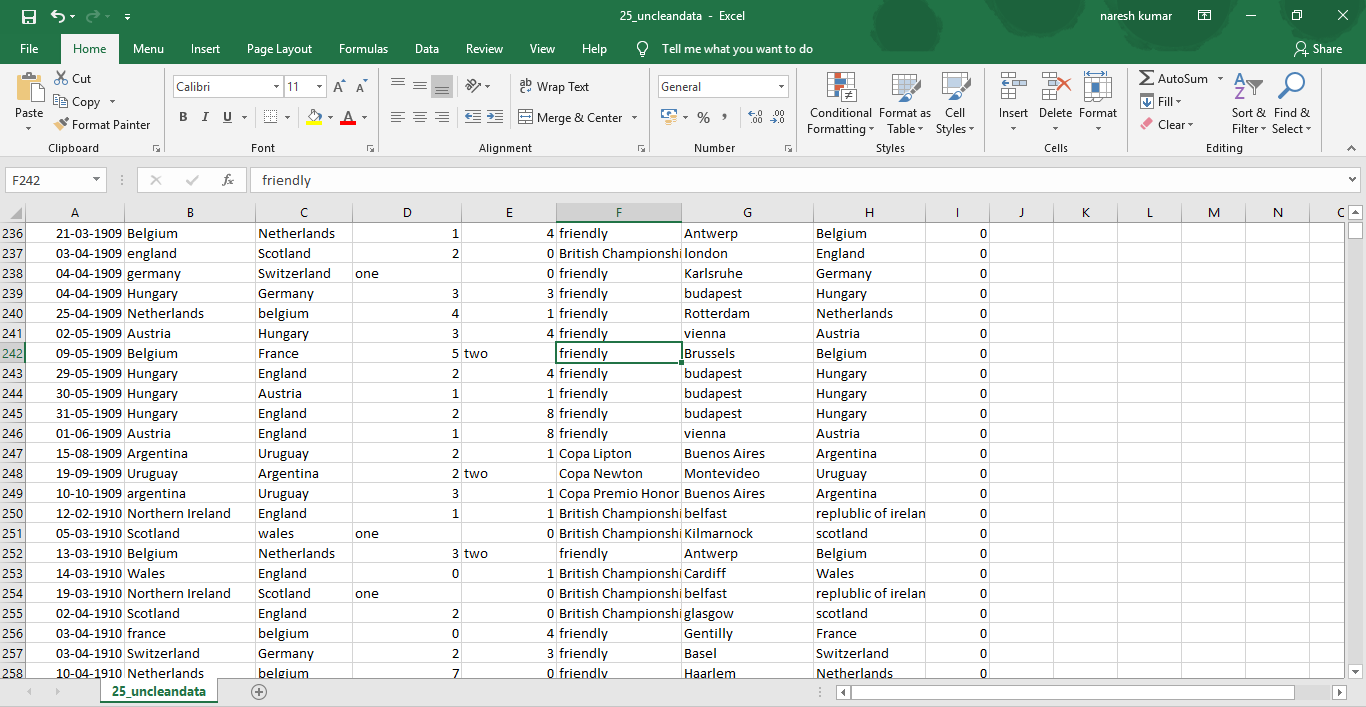 25_uncleandata - Excel
naresh kumar
File Home Menu Insert Page Layout Formulas Data Review View Help Tell me what you want to do Share
Paste Cut Copy Format Painter Clipboard
Calibri 11 A A B I U A Font
ab Wrap Text Merge & Center Alignment
General % , .00 .00 Number
Conditional Formatting Format as Table Cell Styles Styles
Insert Delete Format Cells
AutoSum Fill Clear Sort & Filter Find & Select Editing
F242 fx friendly
A B C D E F G H I J K L M N
236 21-03-1909 Belgium Netherlands 1 4 friendly Antwerp Belgium 0
237 03-04-1909 england Scotland 2 0 British Championshi london England 0
238 04-04-1909 germany Switzerland one 0 friendly Karlsruhe Germany 0
239 04-04-1909 Hungary Germany 3 3 friendly budapest Hungary 0
240 25-04-1909 Netherlands belgium 4 1 friendly Rotterdam Netherlands 0
241 02-05-1909 Austria Hungary 3 4 friendly vienna Austria 0
242 09-05-1909 Belgium France 5 two friendly Brussels Belgium 0
243 29-05-1909 Hungary England 2 4 friendly budapest Hungary 0
244 30-05-1909 Hungary Austria 1 1 friendly budapest Hungary 0
245 31-05-1909 Hungary England 2 8 friendly budapest Hungary 0
246 01-06-1909 Austria England 1 8 friendly vienna Austria 0
247 15-08-1909 Argentina Uruguay 2 1 Copa Lipton Buenos Aires Argentina 0
248 19-09-1909 Uruguay Argentina 2 two Copa Newton Montevideo Uruguay 0
249 10-10-1909 argentina Uruguay 3 1 Copa Premio Honor Buenos Aires Argentina 0
250 12-02-1910 Northern Ireland England 1 1 British Championshi belfast replublic of irelan 0
251 05-03-1910 Scotland wales one 0 British Championshi Kilmarnock scotland 0
252 13-03-1910 Belgium Netherlands 3 two friendly Antwerp Belgium 0
253 14-03-1910 Wales England 0 1 British Championshi Cardiff Wales 0
254 19-03-1910 Northern Ireland Scotland one 0 British Championshi belfast replublic of irelan 0
255 02-04-1910 Scotland England 2 0 British Championshi glasgow scotland 0
256 03-04-1910 france belgium 0 4 friendly Gentilly France 0
257 03-04-1910 Switzerland Germany 2 3 friendly Basel Switzerland 0
258 10-04-1910 Netherlands belgium 7 0 friendly Haarlem Netherlands 0
25_uncleandata